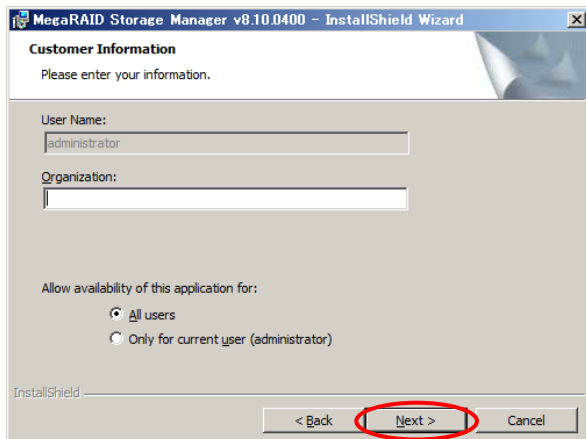 MegaRAID Storage Manager v8.10.0400 - InstallShield Wizard
Customer Information
Please enter your information.
User Name:
administrator
Organization:
Allow availability of this application for:
All users
Only for current user (administrator)
InstallShield
< Back Next > Cancel